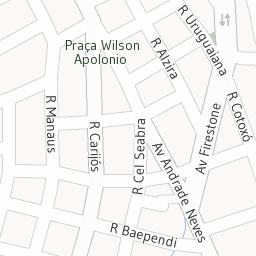 R Uruguaiana
Praça Wilson
Apolonio
R Alzira
R Manaus
R Carijós
R Cel Seabra
Av Andrade Neves
Av Firestone
R Cotoxó
R Baependi